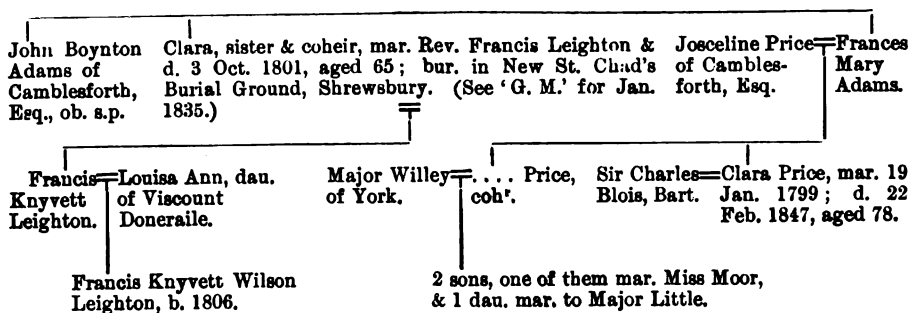 John Boynton
Adams of
Camblesforth,
Esq., ob. s.p.
Clara, sister & coheir, mar. Rev. Francis Leighton &
d. 3 Oct. 1801, aged 65; bur. in New St. Chad's
Burial Ground, Shrewsbury. (See 'G. M.' for Jan.
1835.)
Josceline Price=Frances
of Cambles- Mary
forth, Esq. Adams.
Francis=Louisa Ann, dau.
Knyvett of Viscount
Leighton. Doneraile.
Major Willey=.... Price,
of York. cohr.
Sir Charles=Clara Price, mar. 19
Blois, Bart. Jan. 1799; d. 22
Feb. 1847, aged 78.
Francis Knyvett Wilson
Leighton, b. 1806.
2 sons, one of them mar. Miss Moor,
& 1 dau. mar. to Major Little.